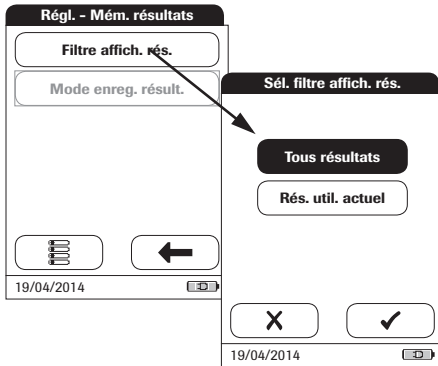 Régl. - Mém. résultats
Filtre affich. rés.
Mode enreg. résult.
19/04/2014
Sél. filtre affich. rés.
Tous résultats
Rés. util. actuel
19/04/2014